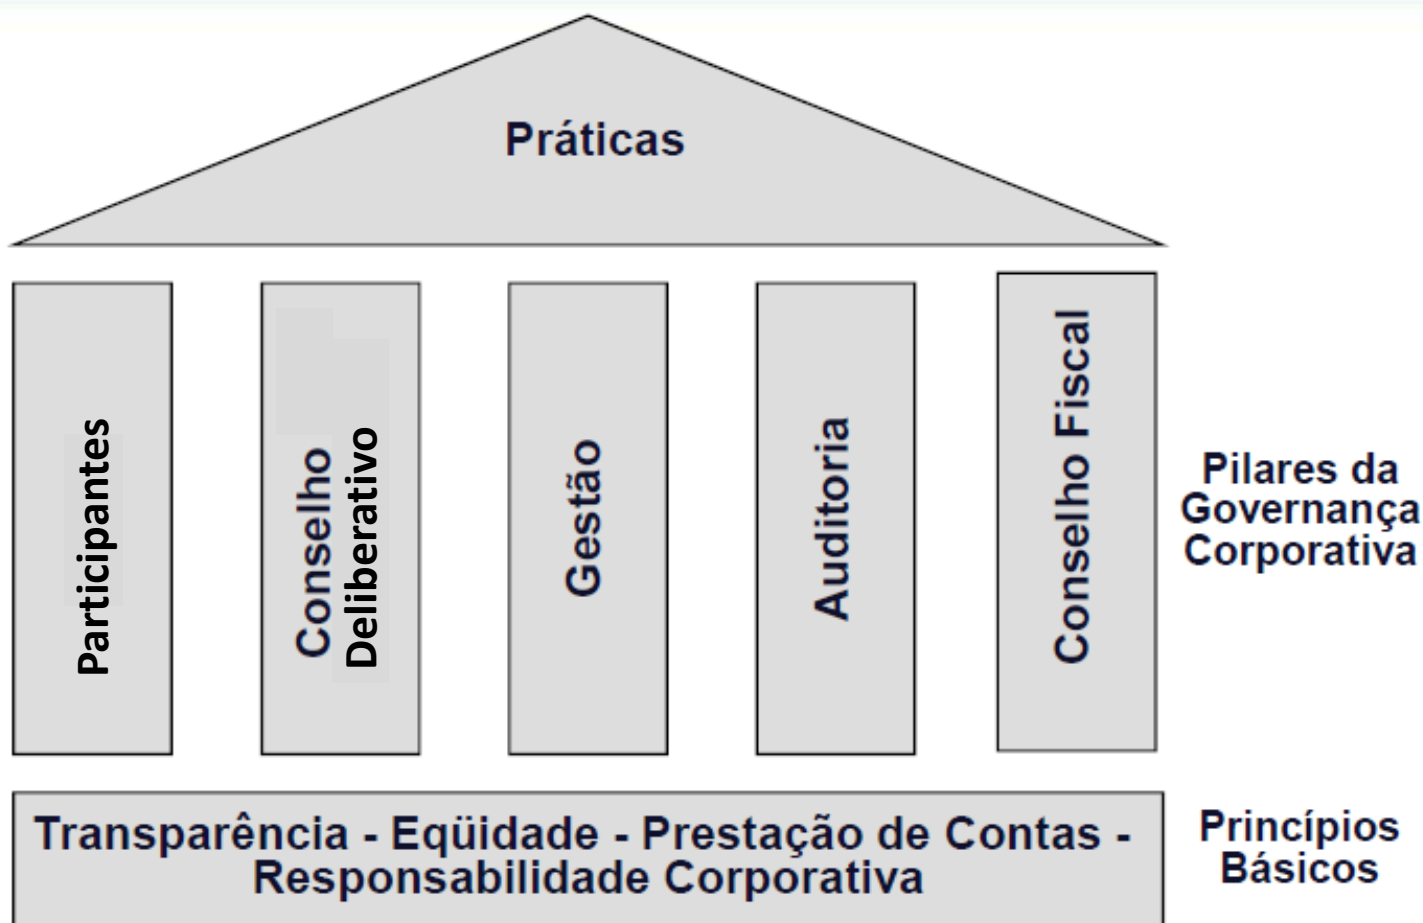 Práticas
Participantes
Conselho
Deliberativo
Gestão
Auditoria
Conselho Fiscal
Pilares da
Governança
Corporativa
Transparência - Eqüidade - Prestação de Contas -
Responsabilidade Corporativa
Princípios
Básicos